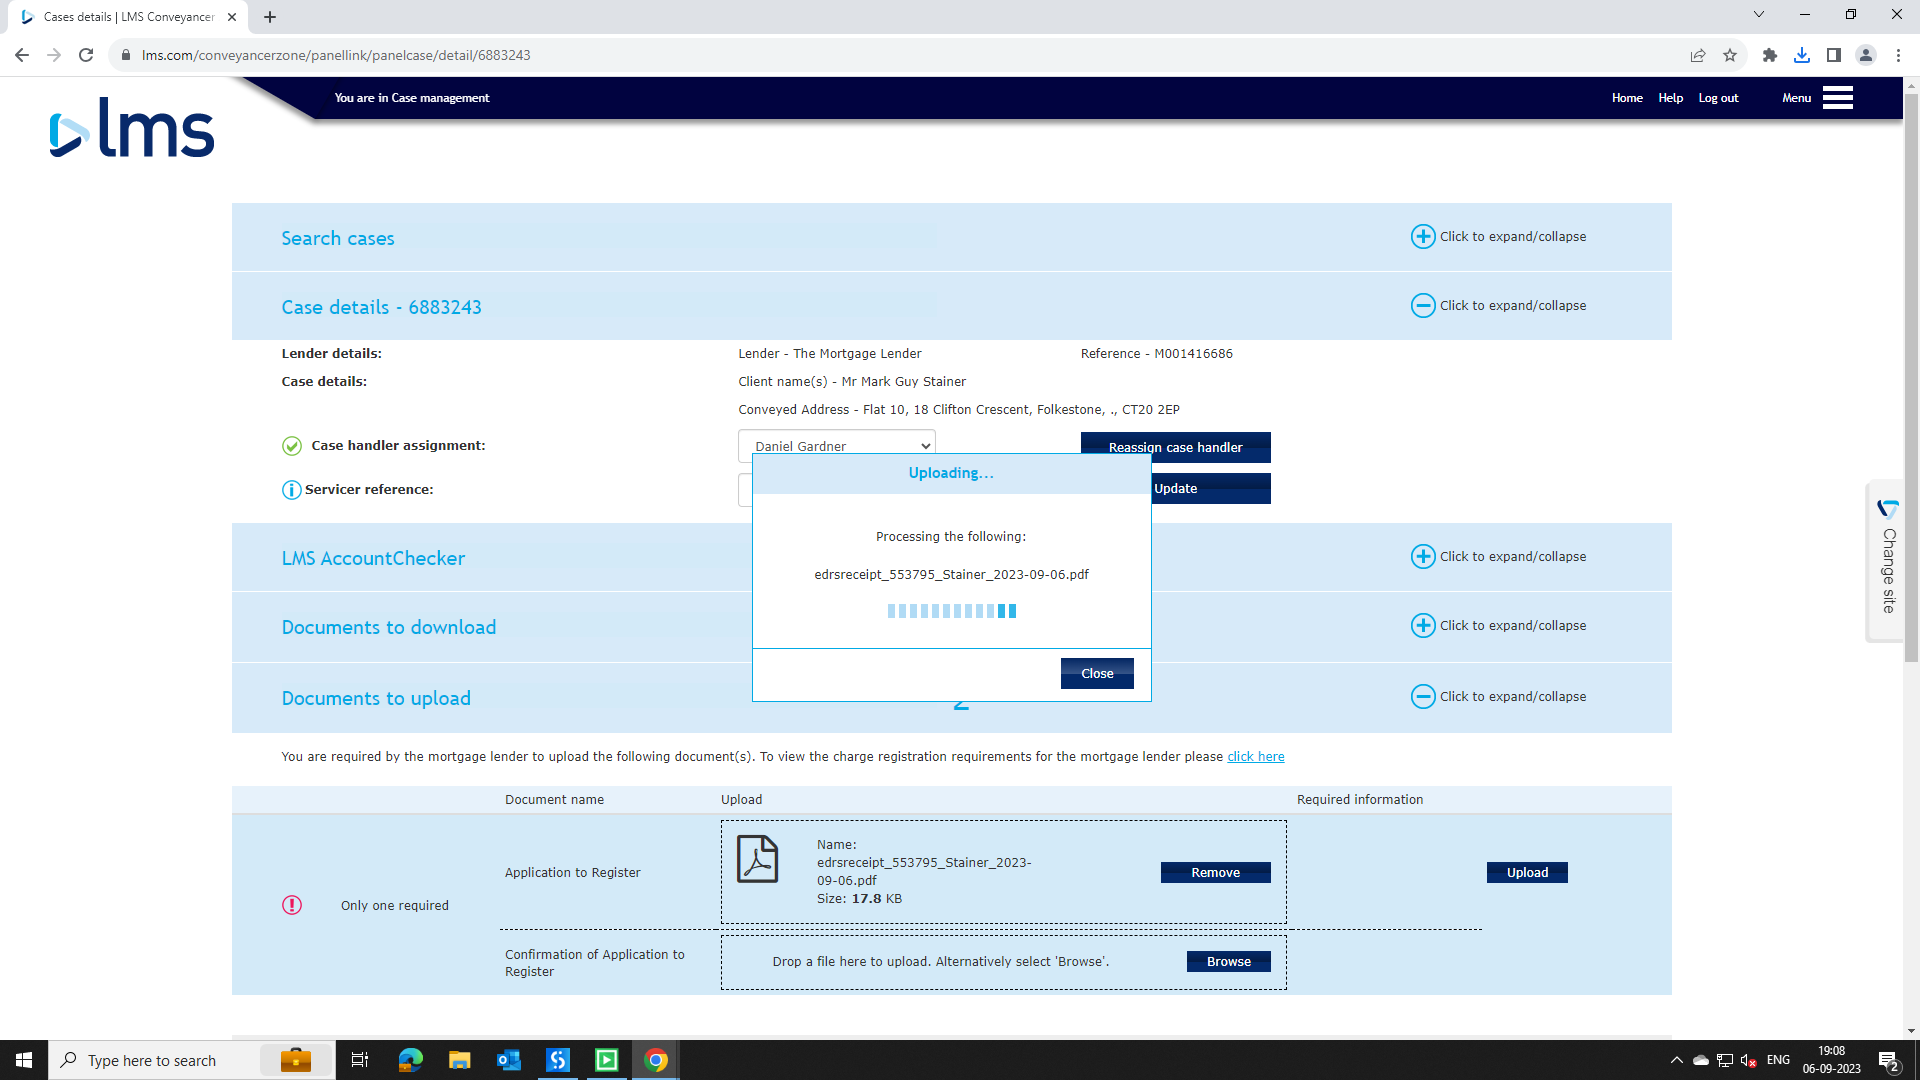 Cases details | LMS Conveyancer
lms.com/conveyancerzone/panellink/panelcase/detail/6883243
You are in Case management
Home Help Log out Menu
lms
Search cases
Click to expand/collapse
Case details - 6883243
Click to expand/collapse
Lender details: Lender - The Mortgage Lender Reference - M001416686
Case details: Client name(s) - Mr Mark Guy Stainer
Conveyed Address - Flat 10, 18 Clifton Crescent, Folkestone, ., CT20 2EP
Case handler assignment: Daniel Gardner Reassign case handler
Servicer reference: Update
Uploading...
Processing the following:
edrsreceipt_553795_Stainer_2023-09-06.pdf
Close
LMS AccountChecker
Click to expand/collapse
Documents to download
Click to expand/collapse
Documents to upload
Click to expand/collapse
Change site
You are required by the mortgage lender to upload the following document(s). To view the charge registration requirements for the mortgage lender please click here
Document name Upload Required information
Only one required
Application to Register
Name:
edrsreceipt_553795_Stainer_2023-
09-06.pdf
Size: 17.8 KB
Remove
Upload
Confirmation of Application to
Register
Drop a file here to upload. Alternatively select 'Browse'.
Browse
Type here to search
ENG
19:08
06-09-2023
2